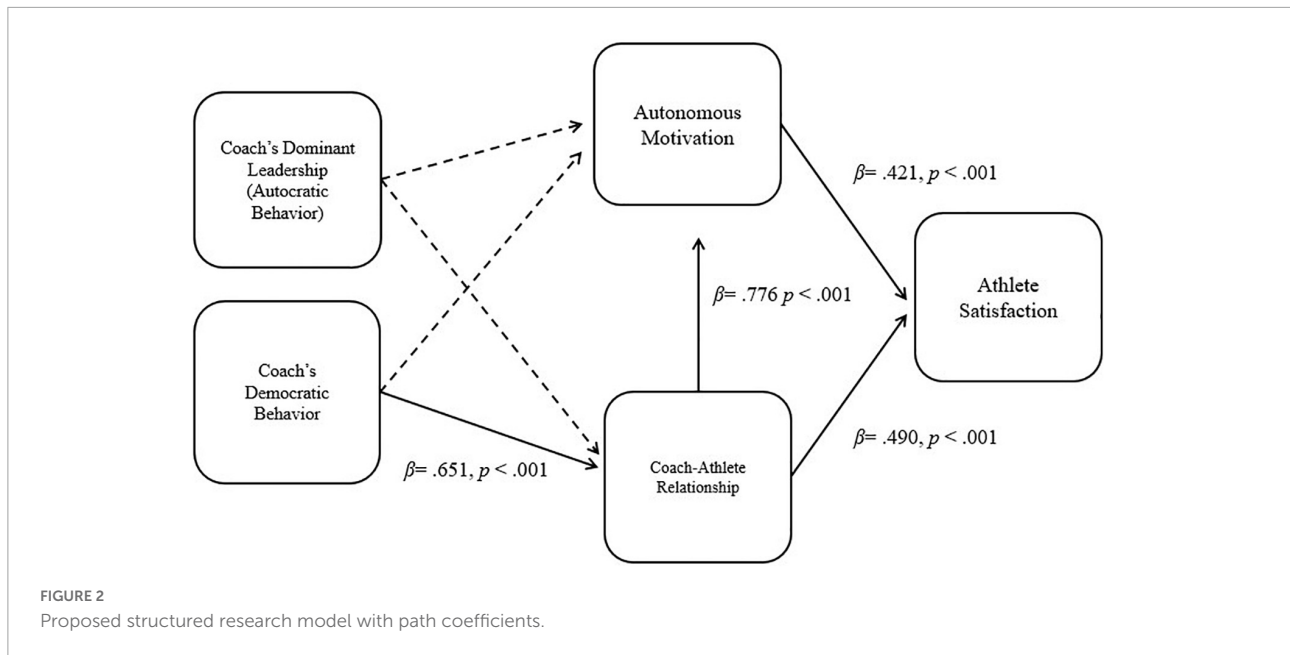 Coach's Dominant
Leadership
(Autocratic
Behavior)
Autonomous
Motivation
β= .421, p < .001
Athlete
Satisfaction
β= .776 p < .001
Coach's
Democratic
Behavior
β= .651, p < .001
Coach-Athlete
Relationship
β= .490, p < .001
FIGURE 2
Proposed structured research model with path coefficients.